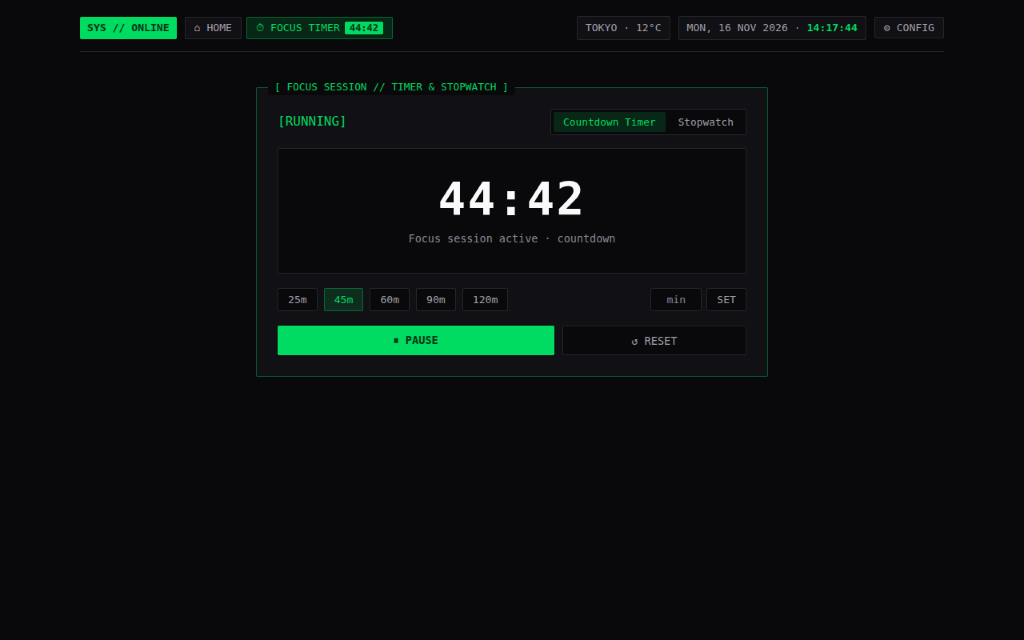 SYS // ONLINE
⌂ HOME
⏱ FOCUS TIMER 44:42
TOKYO · 12°C
MON, 16 NOV 2026 · 14:17:44
⚙ CONFIG
[ FOCUS SESSION // TIMER & STOPWATCH ]
[RUNNING]
Countdown Timer
Stopwatch
44:42
Focus session active · countdown
25m
45m
60m
90m
120m
min
SET
⏸ PAUSE
↺ RESET